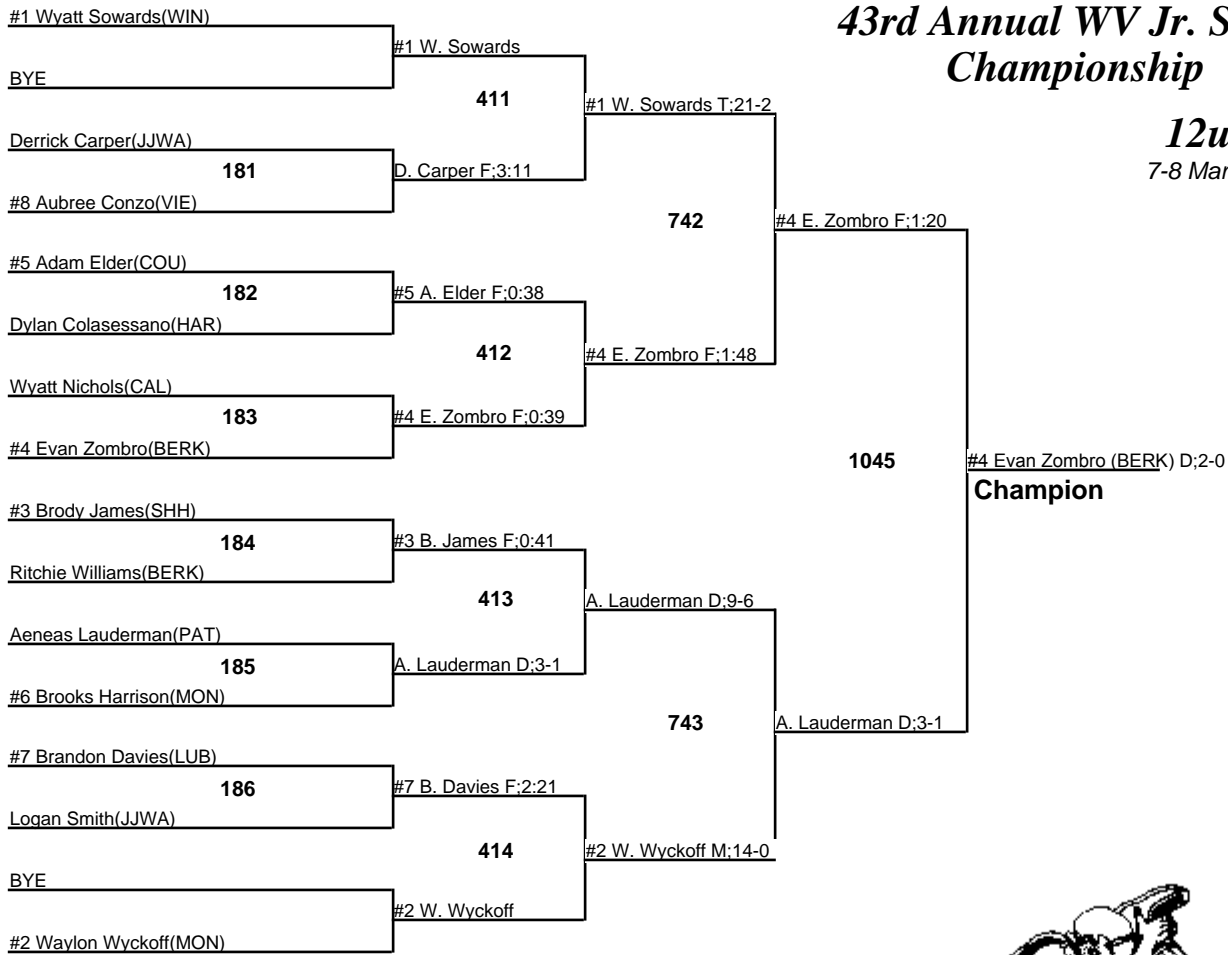 43rd Annual WV Jr. S
Championship
12u
7-8 Mar
#1 Wyatt Sowards(WIN)
BYE
Derrick Carper(JJWA)
181
#8 Aubree Conzo(VIE)
#5 Adam Elder(COU)
182
Dylan Colasessano(HAR)
Wyatt Nichols(CAL)
183
#4 Evan Zombro(BERK)
#3 Brody James(SHH)
184
Ritchie Williams(BERK)
Aeneas Lauderman(PAT)
185
#6 Brooks Harrison(MON)
#7 Brandon Davies(LUB)
186
Logan Smith(JJWA)
BYE
#2 Waylon Wyckoff(MON)
#1 W. Sowards
411
D. Carper F;3:11
#5 A. Elder F;0:38
412
#4 E. Zombro F;0:39
#3 B. James F;0:41
413
A. Lauderman D;3-1
#7 B. Davies F;2:21
414
#2 W. Wyckoff
#1 W. Sowards T;21-2
742
#4 E. Zombro F;1:48
A. Lauderman D;9-6
743
#2 W. Wyckoff M;14-0
#4 E. Zombro F;1:20
1045
A. Lauderman D;3-1
#4 Evan Zombro (BERK) D;2-0
Champion